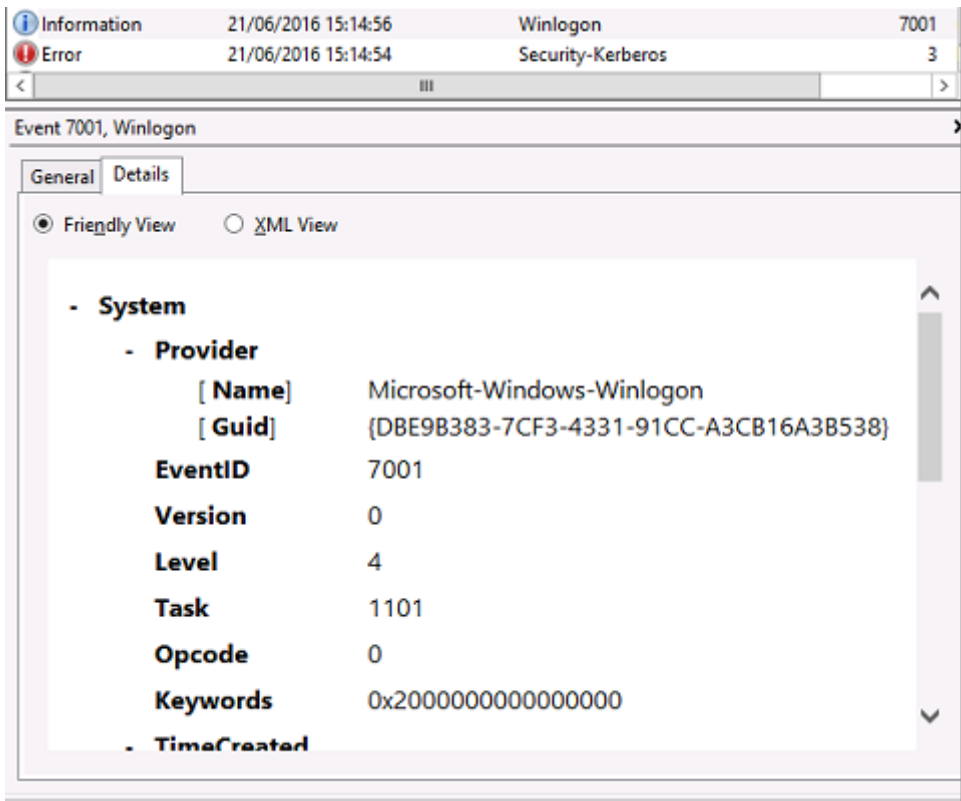 Information 21/06/2016 15:14:56 Winlogon 7001
Error 21/06/2016 15:14:54 Security-Kerberos 3
Event 7001, Winlogon
General Details
Friendly View XML View
- System
- Provider
[ Name] Microsoft-Windows-Winlogon
[ Guid] {DBE9B383-7CF3-4331-91CC-A3CB16A3B538}
EventID 7001
Version 0
Level 4
Task 1101
Opcode 0
Keywords 0x2000000000000000
- TimeCreated